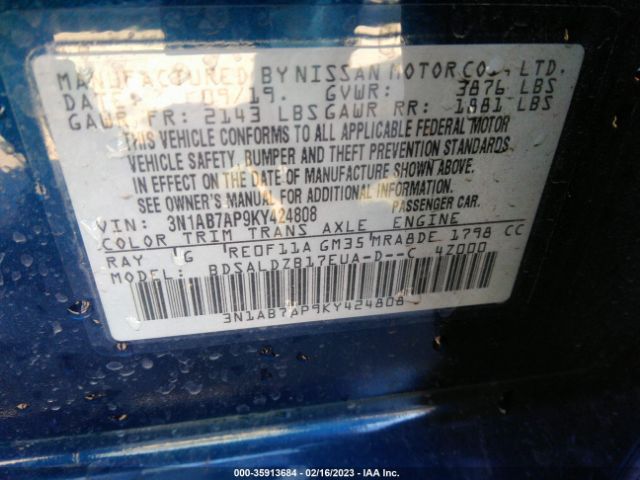 MANUFACTURED BY NISSAN MOTOR CO., LTD.
DATE: 09/19. GVWR: 3876 LBS
GAWR FR: 2143 LBS GAWR RR: 1881 LBS
THIS VEHICLE CONFORMS TO ALL APPLICABLE FEDERAL MOTOR
VEHICLE SAFETY, BUMPER AND THEFT PREVENTION STANDARDS
IN EFFECT ON THE DATE OF MANUFACTURE SHOWN ABOVE.
SEE OWNER'S MANUAL FOR ADDITIONAL INFORMATION.
VIN: 3N1AB7AP9KY424808 PASSENGER CAR.
COLOR TRIM TRANS AXLE ENGINE
RAY G RE0F11A GM35 MRA8DE 1798 CC
MODEL: BDSALDZB17EUA-D--C 4Z000
3N1AB7AP9KY424808
000-35913684 - 02/16/2023 - IAA Inc.